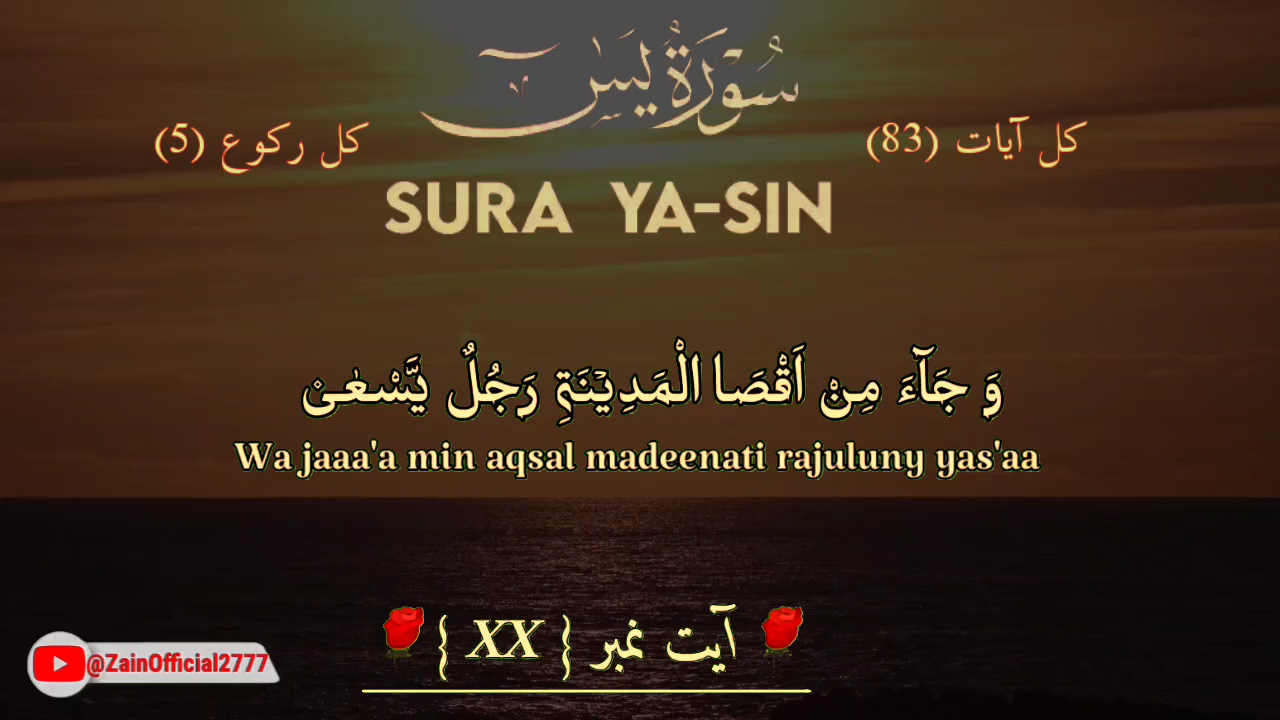 سُوْرَةُ يٰسٓ
کل آیات (83)
کل رکوع (5)
SURA YA-SIN
وَ جَآءَ مِنْ اَقْصَا الْمَدِیْنَةِ رَجُلٌ یَّسْعٰىْ
Wa jaaa'a min aqsal madeenati rajuluny yas'aa
آیت نمبر { XX }
@ZainOfficial2777